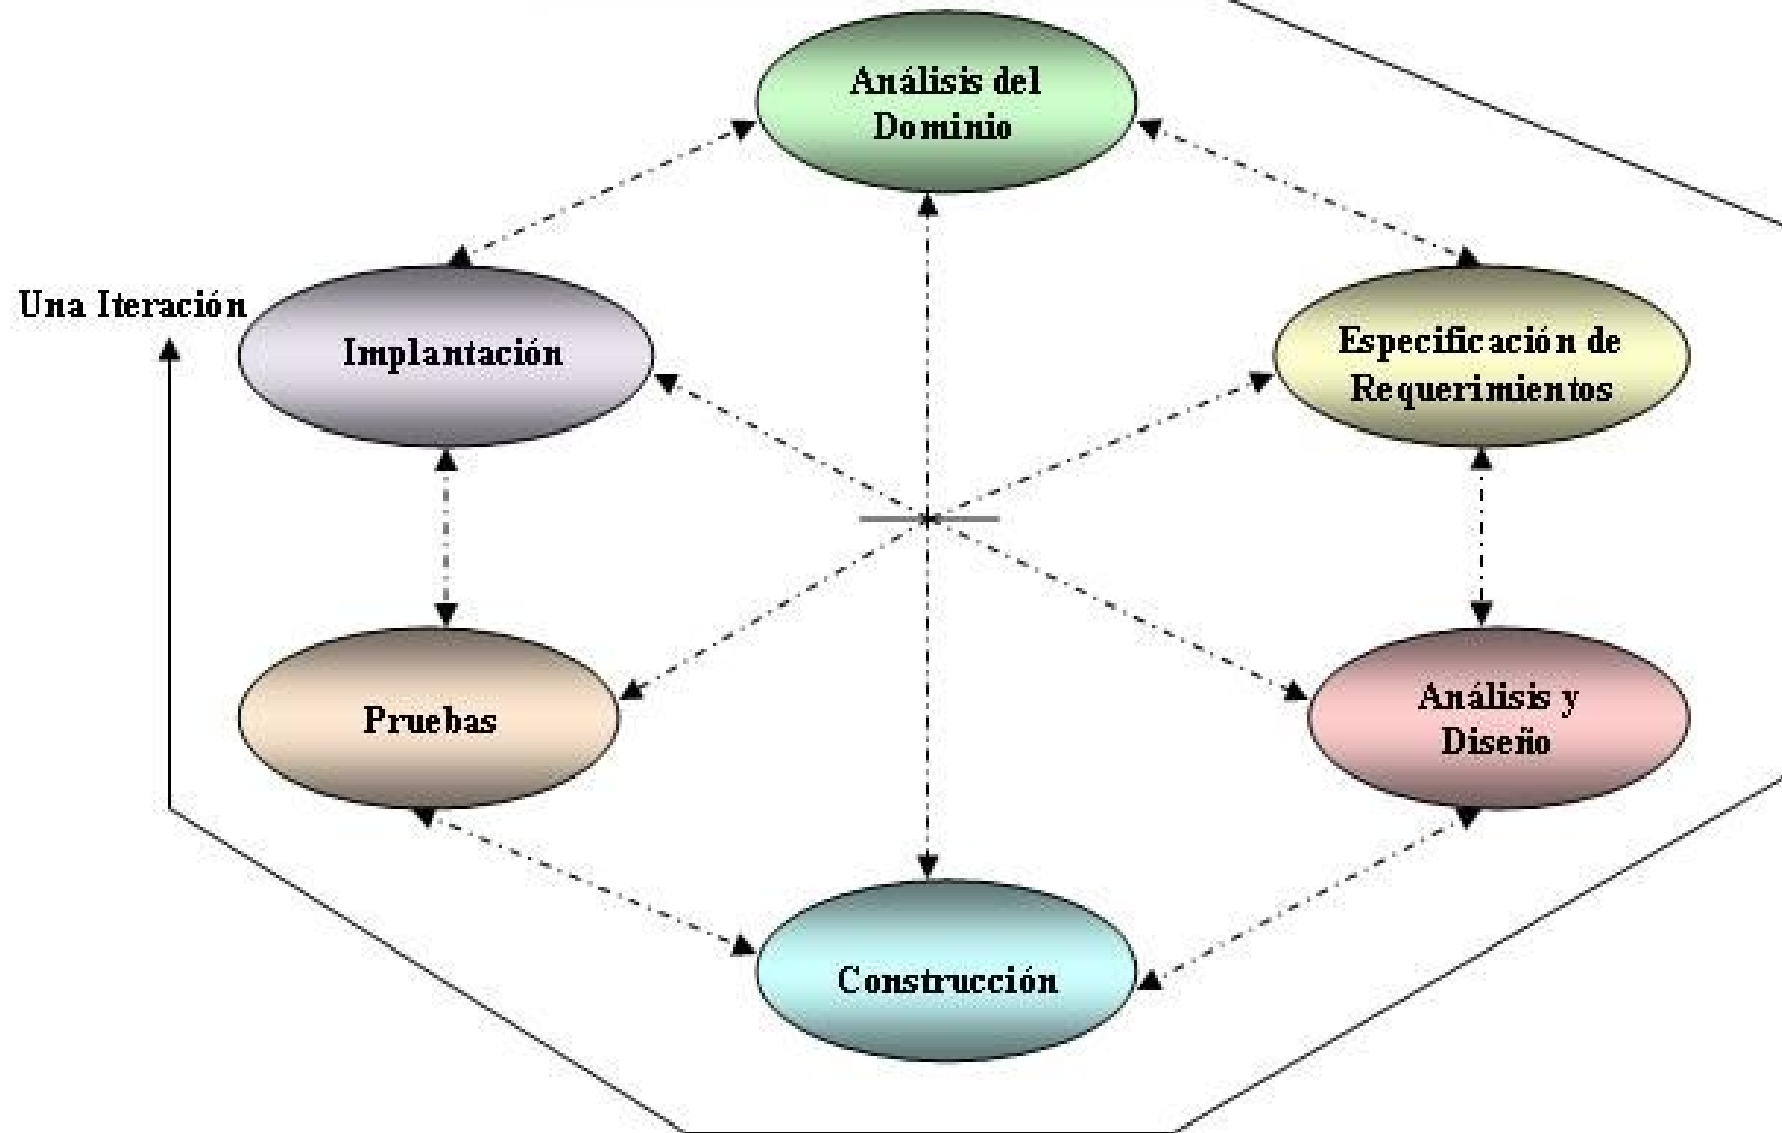 Análisis del
Dominio
Una Iteración
Implantación
Especificación de
Requerimientos
Pruebas
Análisis y
Diseño
Construcción